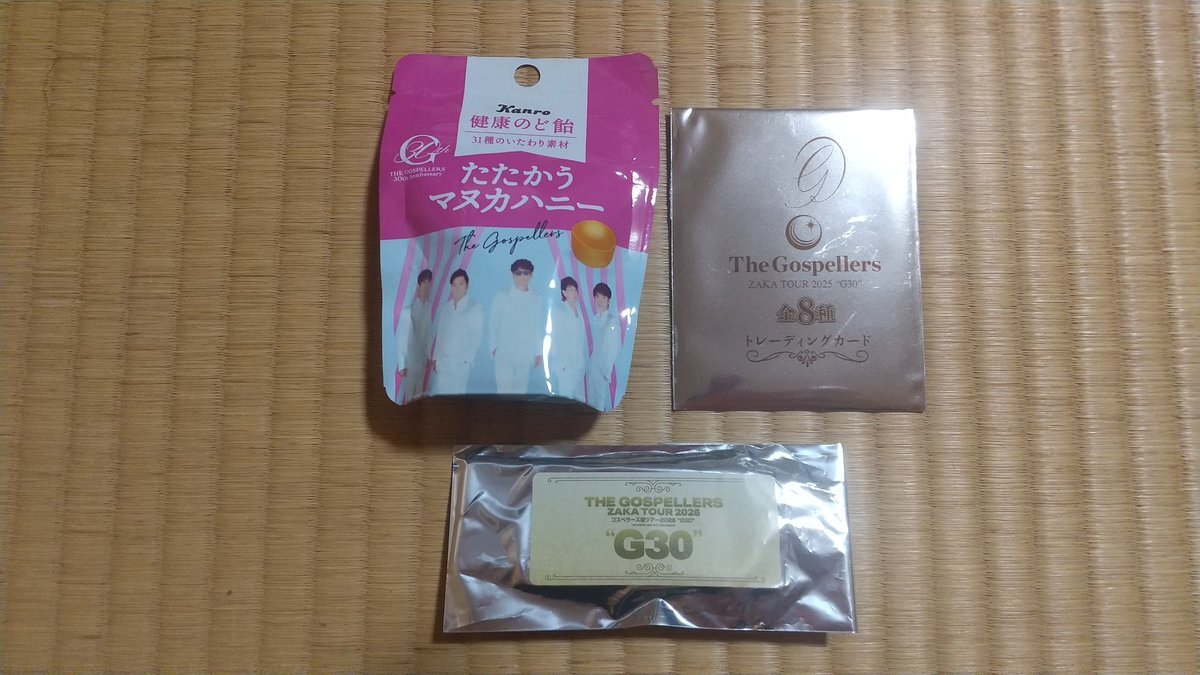 Kanro
健康のど飴
31種のいたわり素材
30th
THE GOSPELLERS
30th Anniversary
たたかう
マヌカハニー
The Gospellers
G
The Gospellers
ZAKA TOUR 2025 "G30"
全8種
トレーディングカード
THE GOSPELLERS
ZAKA TOUR 2025
ゴスペラーズ坂ツアー2025 "G30"
"G30"